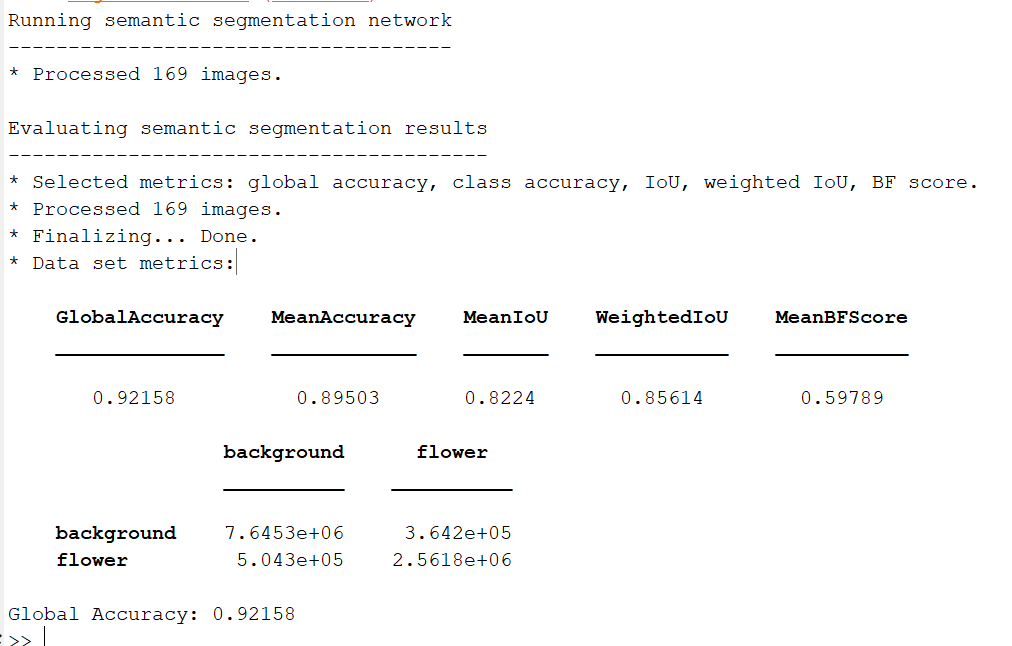 Running semantic segmentation network
-------------------------------------
* Processed 169 images.
Evaluating semantic segmentation results
----------------------------------------
* Selected metrics: global accuracy, class accuracy, IoU, weighted IoU, BF score.
* Processed 169 images.
* Finalizing... Done.
* Data set metrics:
GlobalAccuracy MeanAccuracy MeanIoU WeightedIoU MeanBFScore
0.92158 0.89503 0.8224 0.85614 0.59789
background flower
background 7.6453e+06 3.642e+05
flower 5.043e+05 2.5618e+06
Global Accuracy: 0.92158
>>